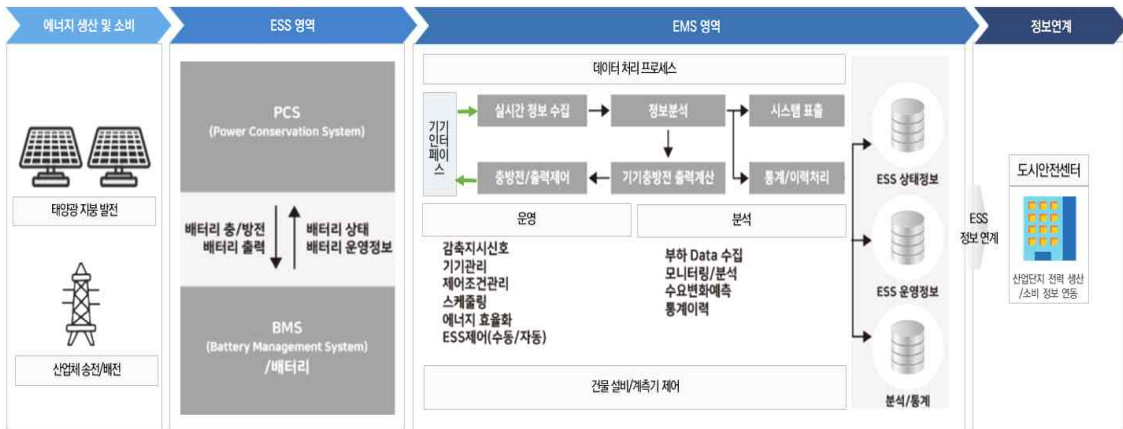 에너지 생산 및 소비
ESS 영역
EMS 영역
정보연계
태양광 지붕 발전
산업체 송전/배전
PCS
(Power Conservation System)
배터리 충/방전
배터리 출력
배터리 상태
배터리 운영정보
BMS
(Battery Management System)
/배터리
데이터 처리 프로세스
기기
인터
페이스
실시간 정보 수집
정보분석
시스템 표출
충방전/출력제어
기기충방전 출력계산
통계/이력처리
운영
감축지시신호
기기관리
제어조건관리
스케줄링
에너지 효율화
ESS제어(수동/자동)
분석
부하 Data 수집
모니터링/분석
수요변화예측
통계이력
건물 설비/계측기 제어
ESS 상태정보
ESS 운영정보
분석/통계
ESS
정보 연계
도시안전센터
산업단지 전력 생산
/소비 정보 연동